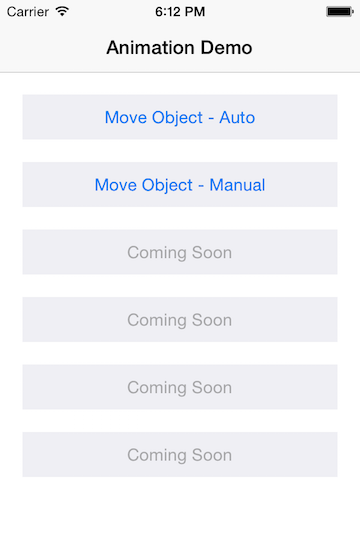 Carrier 6:12 PM
Animation Demo
Move Object - Auto
Move Object - Manual
Coming Soon
Coming Soon
Coming Soon
Coming Soon